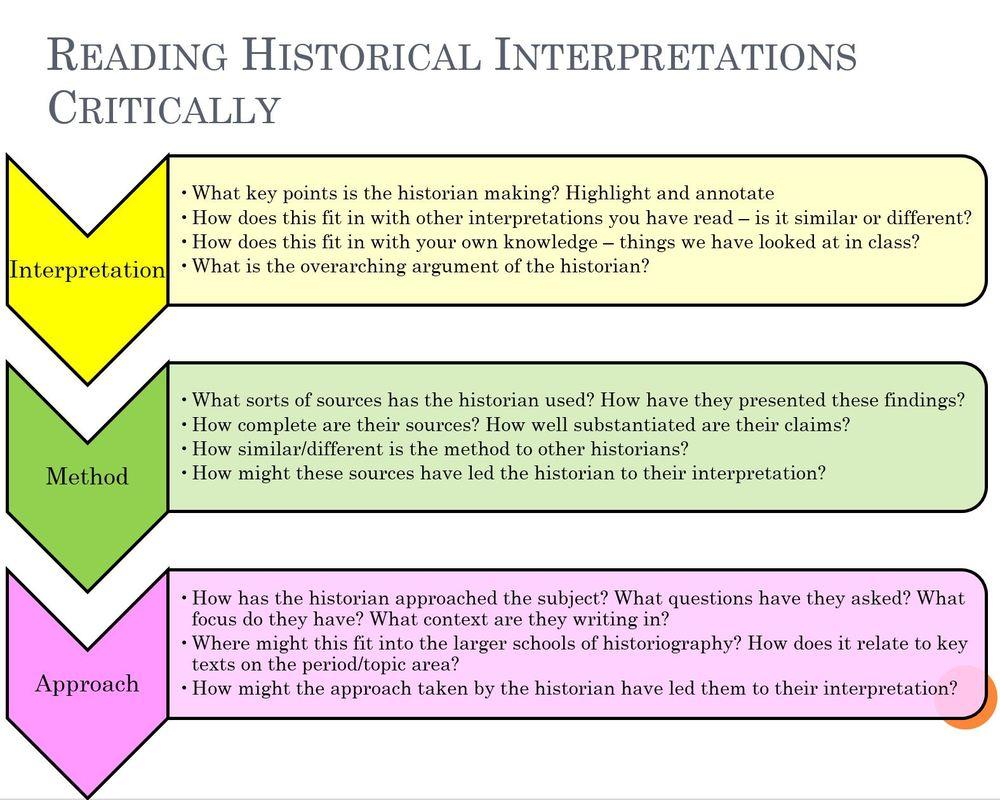 READING HISTORICAL INTERPRETATIONS
CRITICALLY
Interpretation
• What key points is the historian making? Highlight and annotate
• How does this fit in with other interpretations you have read – is it similar or different?
• How does this fit in with your own knowledge – things we have looked at in class?
• What is the overarching argument of the historian?
Method
• What sorts of sources has the historian used? How have they presented these findings?
• How complete are their sources? How well substantiated are their claims?
• How similar/different is the method to other historians?
• How might these sources have led the historian to their interpretation?
Approach
• How has the historian approached the subject? What questions have they asked? What
focus do they have? What context are they writing in?
• Where might this fit into the larger schools of historiography? How does it relate to key
texts on the period/topic area?
• How might the approach taken by the historian have led them to their interpretation?